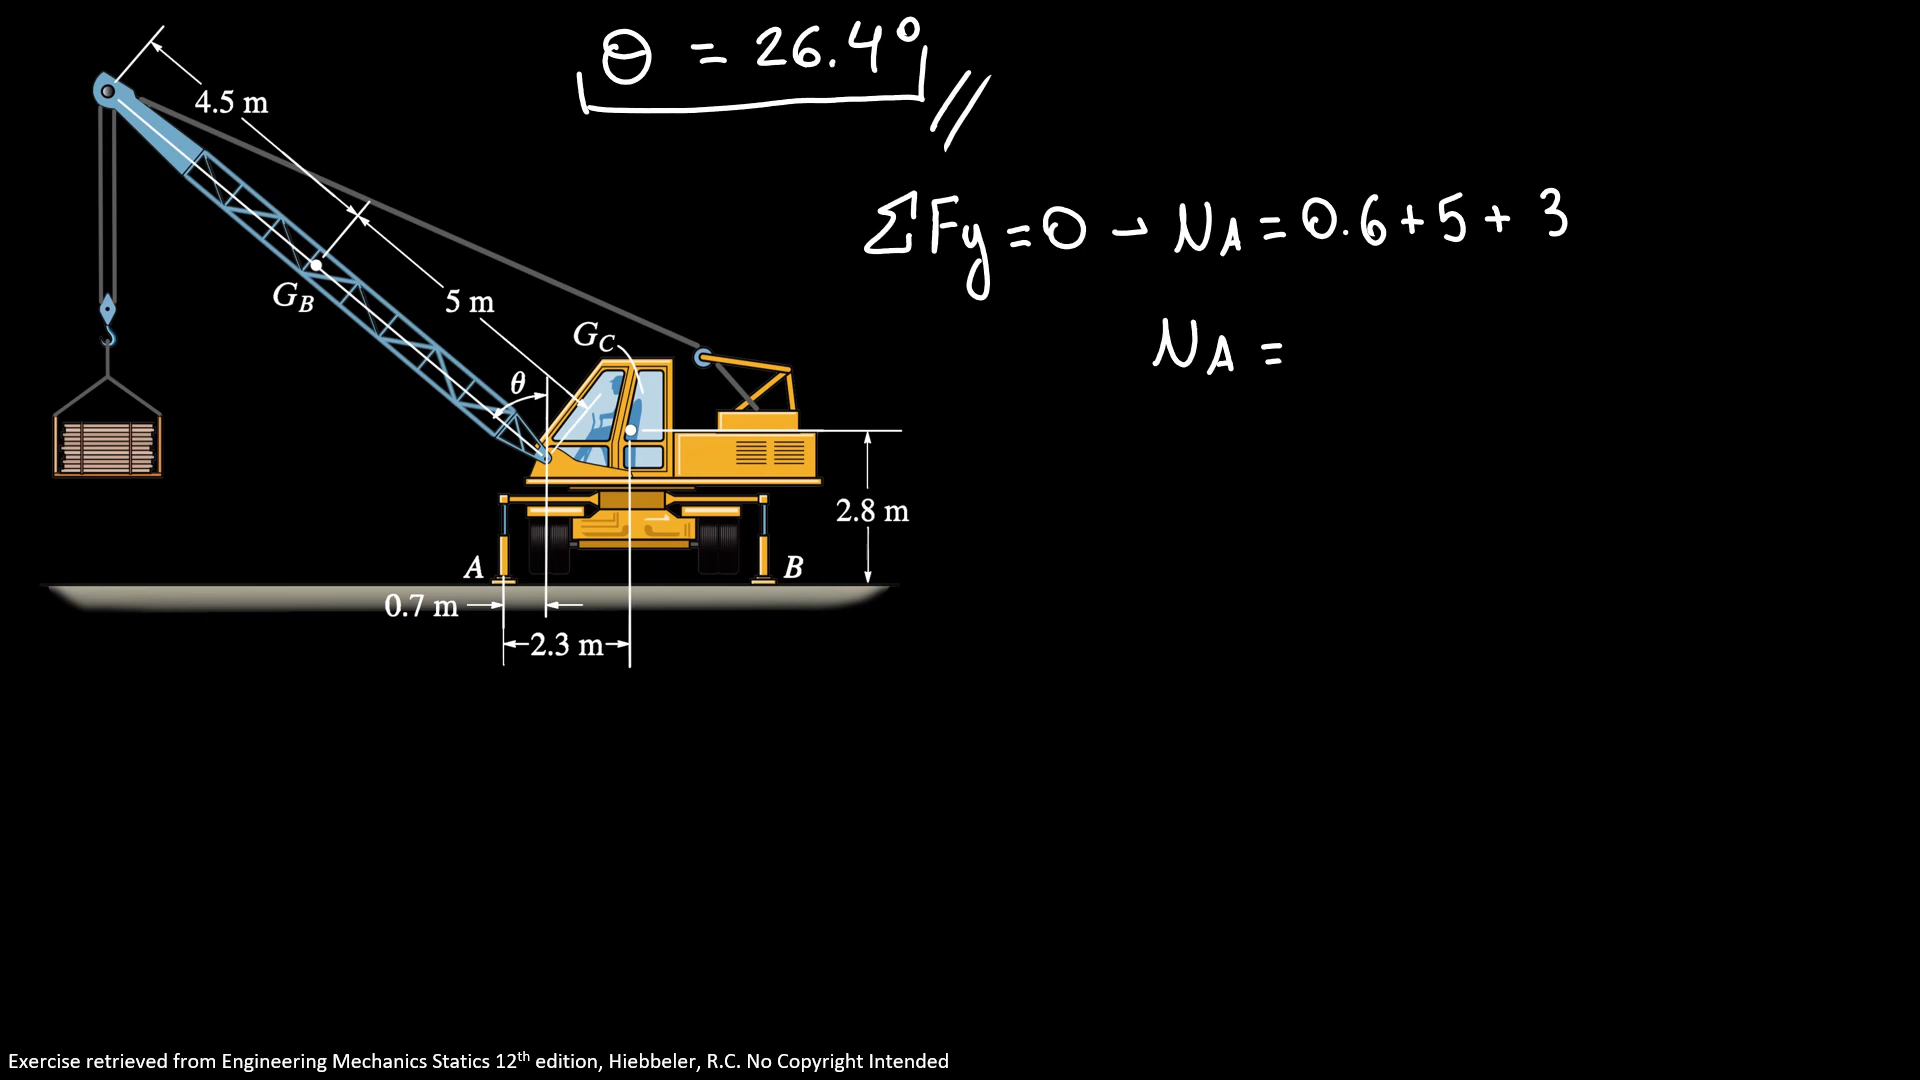 θ = 26.4°
4.5 m
ΣFy = 0 → NA = 0.6 + 5 + 3
GB
5 m
GC
NA =
θ
2.8 m
A
B
0.7 m
2.3 m
Exercise retrieved from Engineering Mechanics Statics 12th edition, Hiebbeler, R.C. No Copyright Intended